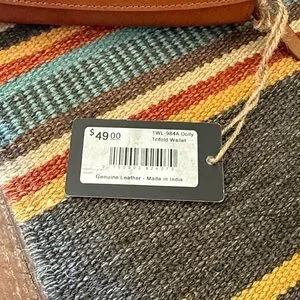 $49.00 TWL-984A Dolly
Trifold Wallet
Genuine Leather - Made in India